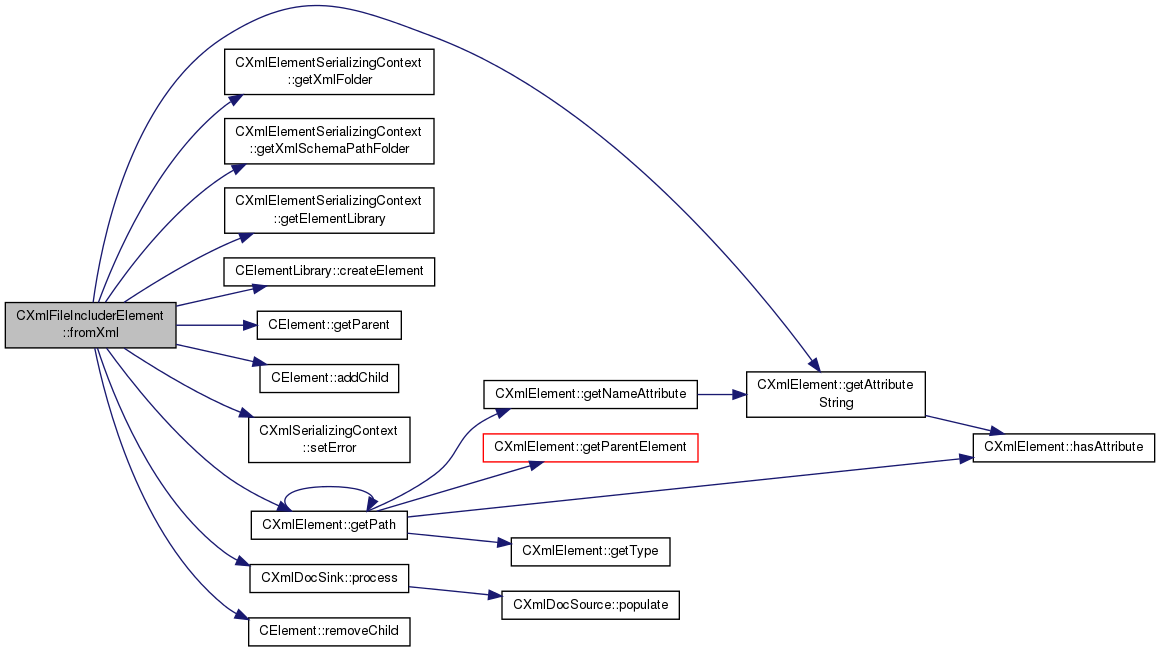 CXmlFileIncluderElement
::fromXml
CXmlElementSerializingContext
::getXmlFolder
CXmlElementSerializingContext
::getXmlSchemaPathFolder
CXmlElementSerializingContext
::getElementLibrary
CElementLibrary::createElement
CElement::getParent
CElement::addChild
CXmlSerializingContext
::setError
CXmlElement::getPath
CXmlDocSink::process
CElement::removeChild
CXmlElement::getNameAttribute
CXmlElement::getParentElement
CXmlElement::getType
CXmlDocSource::populate
CXmlElement::getAttribute
String
CXmlElement::hasAttribute